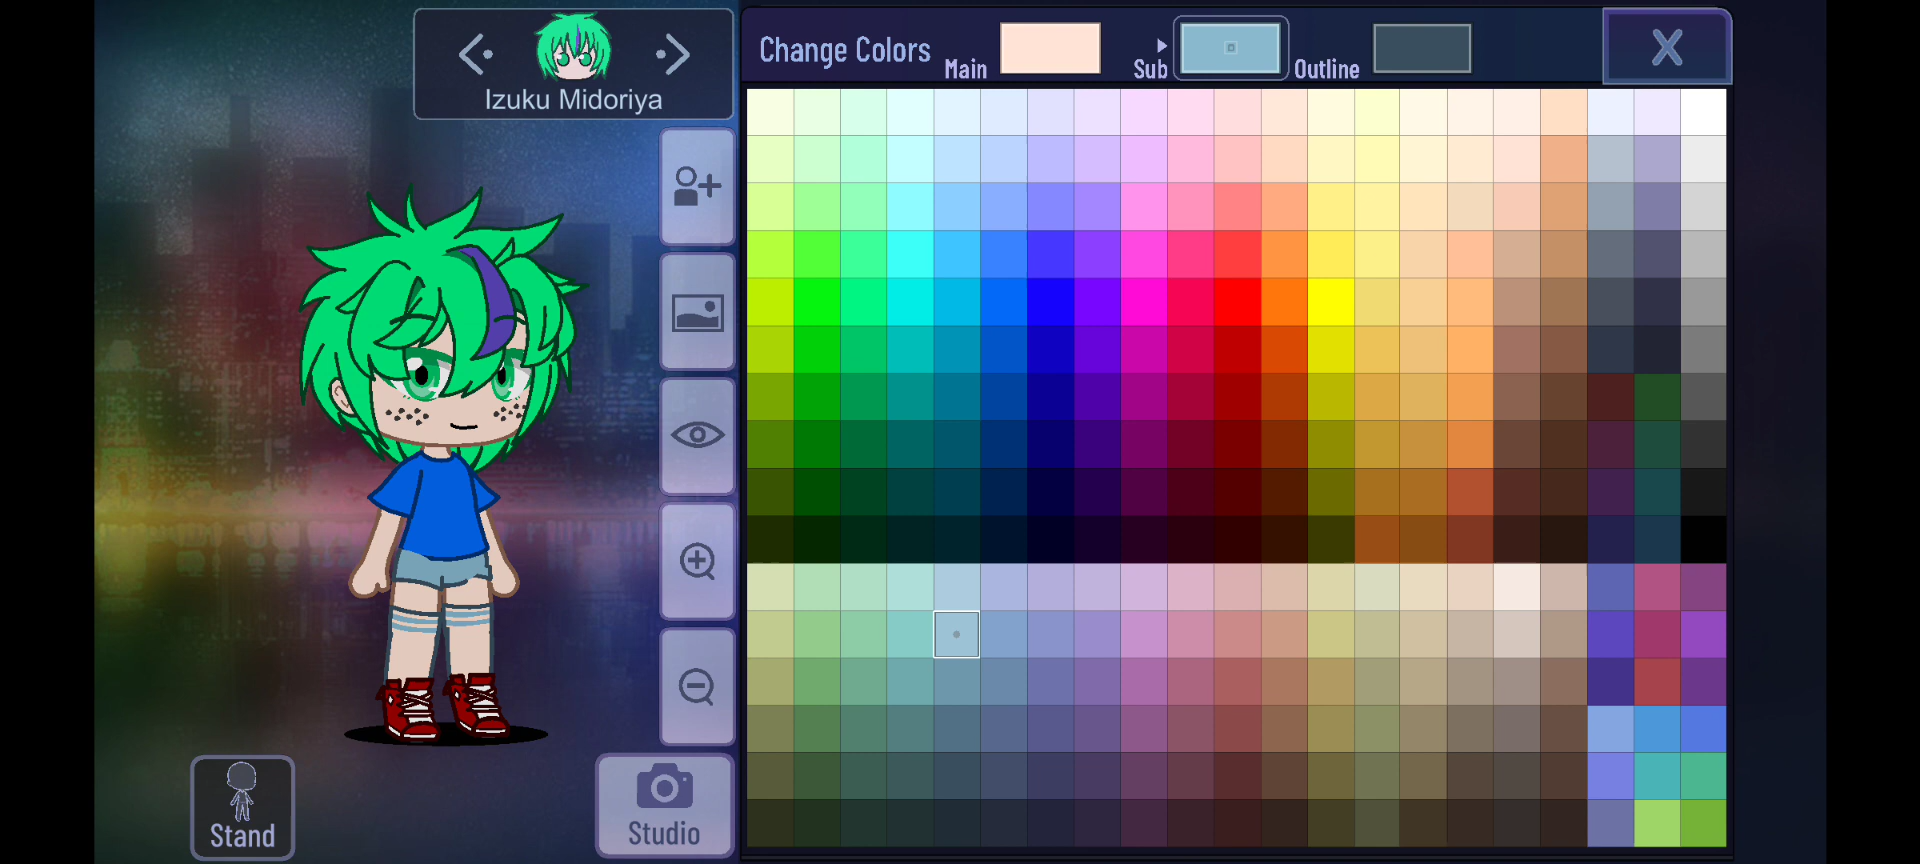 Izuku Midoriya
Change Colors
Main
Sub
Outline
X
Stand
Studio